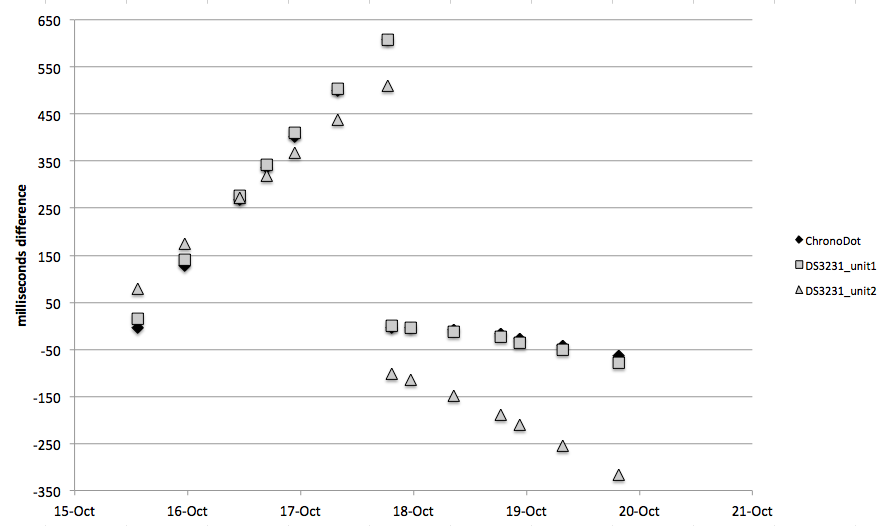 650
550
450
350
250
150
50
-50
-150
-250
-350
milliseconds difference
15-Oct 16-Oct 17-Oct 18-Oct 19-Oct 20-Oct 21-Oct
ChronoDot
DS3231_unit1
DS3231_unit2